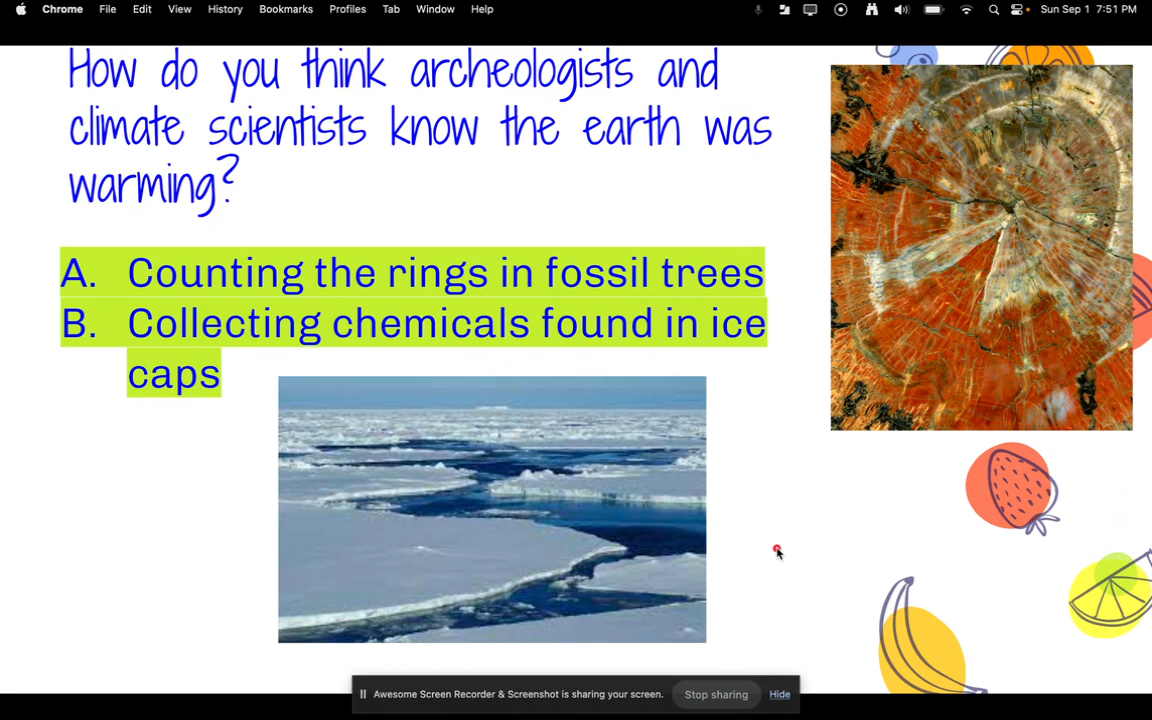 Chrome File Edit View History Bookmarks Profiles Tab Window Help Sun Sep 1 7:51 PM
How do you think archeologists and
climate scientists know the earth was
warming?
A. Counting the rings in fossil trees
B. Collecting chemicals found in ice
caps
Awesome Screen Recorder & Screenshot is sharing your screen. Stop sharing Hide